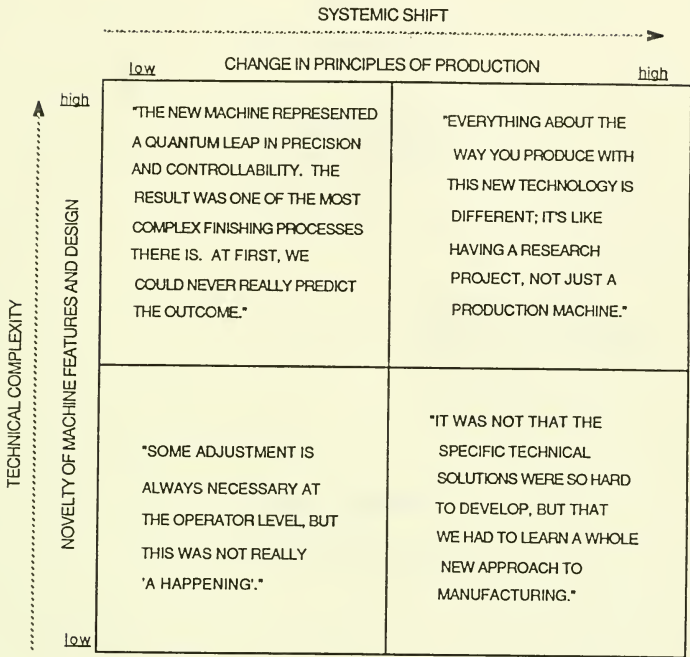 SYSTEMIC SHIFT
low
CHANGE IN PRINCIPLES OF PRODUCTION
high
TECHNICAL COMPLEXITY
NOVELTY OF MACHINE FEATURES AND DESIGN
high
low
"THE NEW MACHINE REPRESENTED
A QUANTUM LEAP IN PRECISION
AND CONTROLLABILITY. THE
RESULT WAS ONE OF THE MOST
COMPLEX FINISHING PROCESSES
THERE IS. AT FIRST, WE
COULD NEVER REALLY PREDICT
THE OUTCOME."
"EVERYTHING ABOUT THE
WAY YOU PRODUCE WITH
THIS NEW TECHNOLOGY IS
DIFFERENT; IT'S LIKE
HAVING A RESEARCH
PROJECT, NOT JUST A
PRODUCTION MACHINE."
"SOME ADJUSTMENT IS
ALWAYS NECESSARY AT
THE OPERATOR LEVEL, BUT
THIS WAS NOT REALLY
'A HAPPENING'."
"IT WAS NOT THAT THE
SPECIFIC TECHNICAL
SOLUTIONS WERE SO HARD
TO DEVELOP, BUT THAT
WE HAD TO LEARN A WHOLE
NEW APPROACH TO
MANUFACTURING."